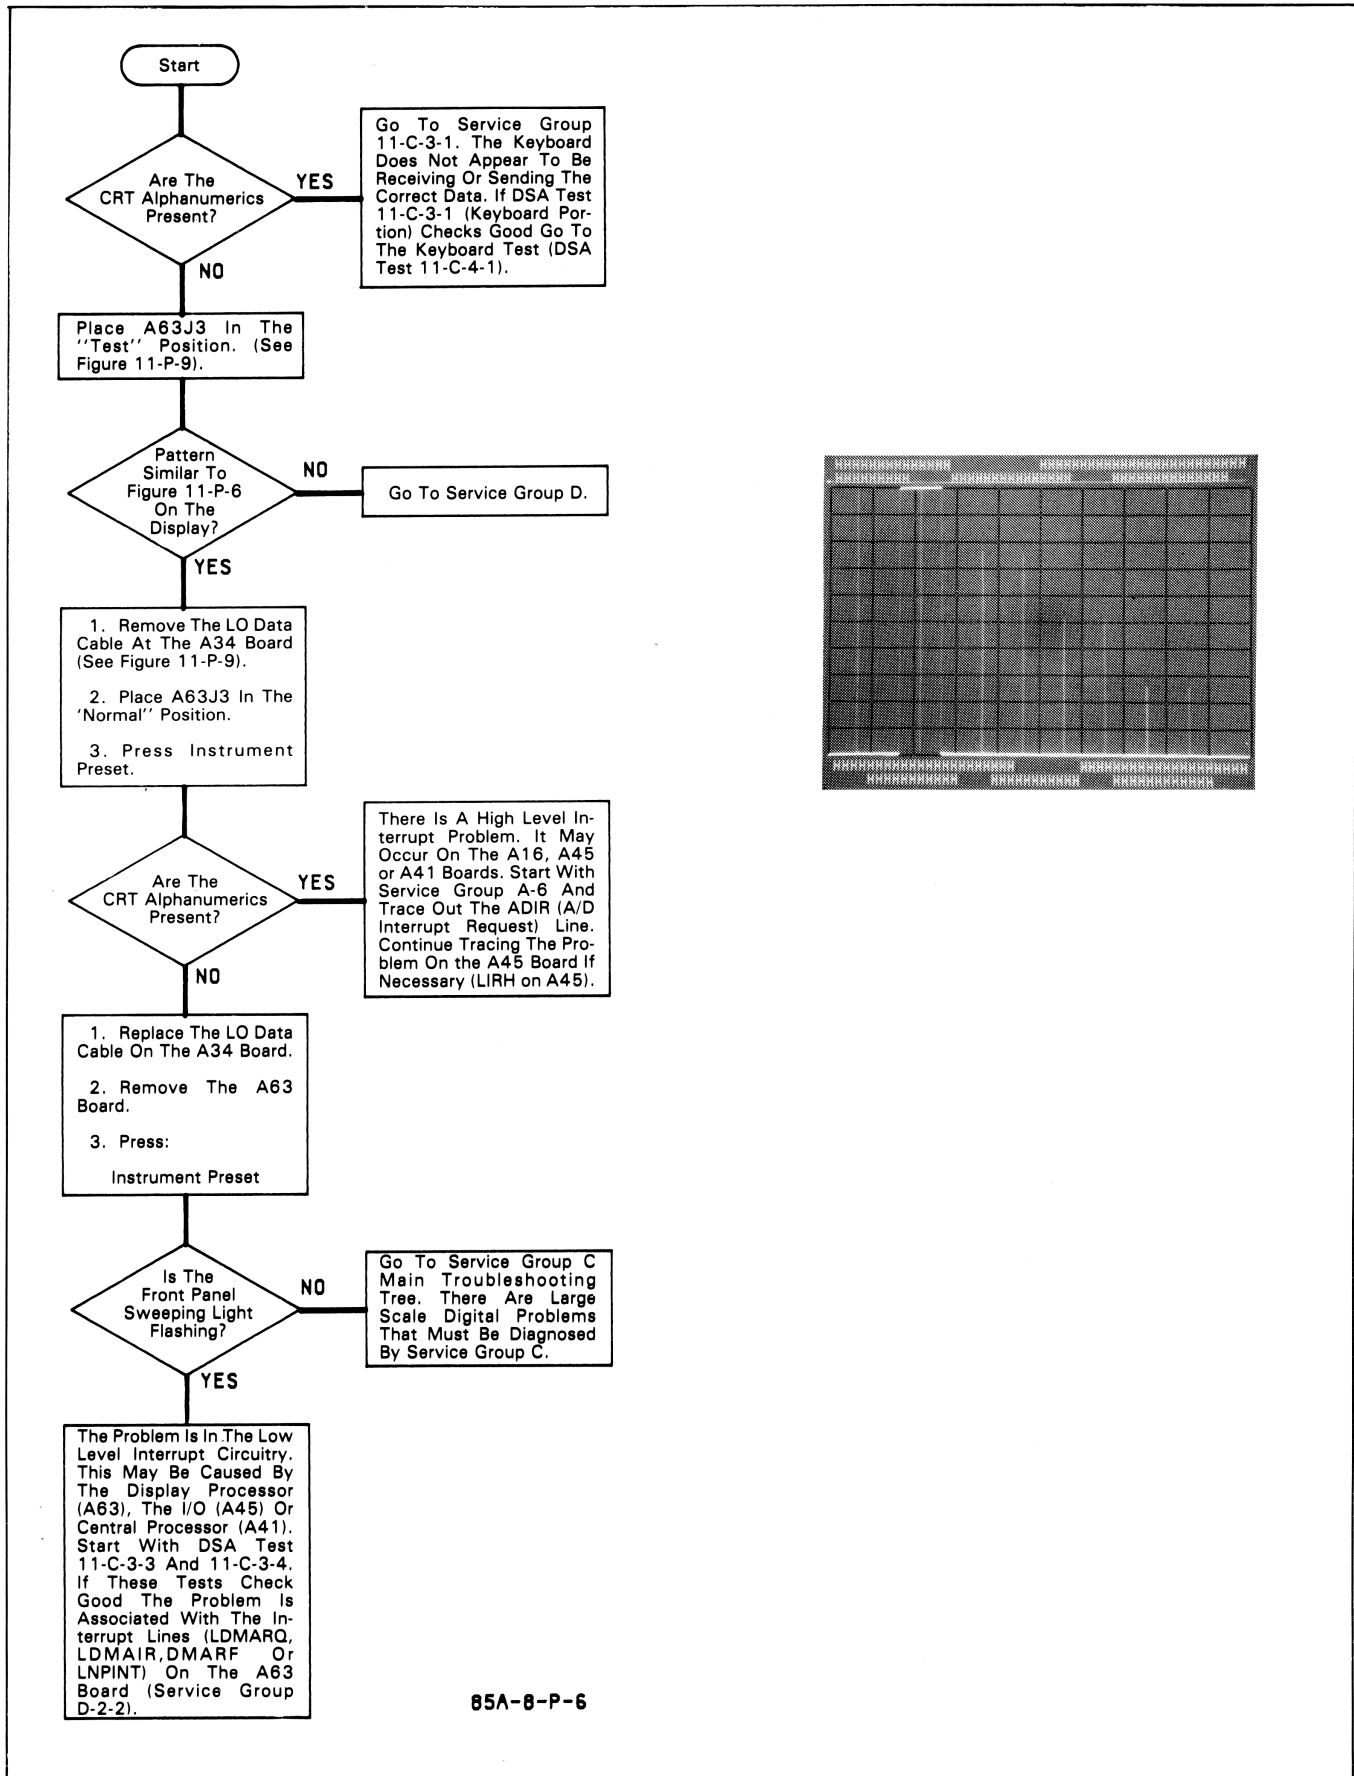 Start
Are The
CRT Alphanumerics
Present?
YES
Go To Service Group
11-C-3-1. The Keyboard
Does Not Appear To Be
Receiving Or Sending The
Correct Data. If DSA Test
11-C-3-1 (Keyboard Por-
tion) Checks Good Go To
The Keyboard Test (DSA
Test 11-C-4-1).
NO
Place A63J3 In The
''Test'' Position. (See
Figure 11-P-9).
Pattern
Similar To
Figure 11-P-6
On The
Display?
NO
Go To Service Group D.
YES
1. Remove The LO Data
Cable At The A34 Board
(See Figure 11-P-9).
2. Place A63J3 In The
'Normal'' Position.
3. Press Instrument
Preset.
Are The
CRT Alphanumerics
Present?
YES
There Is A High Level In-
terrupt Problem. It May
Occur On The A16, A45
or A41 Boards. Start With
Service Group A-6 And
Trace Out The ADIR (A/D
Interrupt Request) Line.
Continue Tracing The Pro-
blem On the A45 Board If
Necessary (LIRH on A45).
NO
1. Replace The LO Data
Cable On The A34 Board.
2. Remove The A63
Board.
3. Press:
Instrument Preset
Is The
Front Panel
Sweeping Light
Flashing?
NO
Go To Service Group C
Main Troubleshooting
Tree. There Are Large
Scale Digital Problems
That Must Be Diagnosed
By Service Group C.
YES
The Problem Is In The Low
Level Interrupt Circuitry.
This May Be Caused By
The Display Processor
(A63), The I/O (A45) Or
Central Processor (A41).
Start With DSA Test
11-C-3-3 And 11-C-3-4.
If These Tests Check
Good The Problem Is
Associated With The In-
terrupt Lines (LDMARQ,
LDMAIR,DMARF Or
LNPINT) On The A63
Board (Service Group
D-2-2).
85A-8-P-6